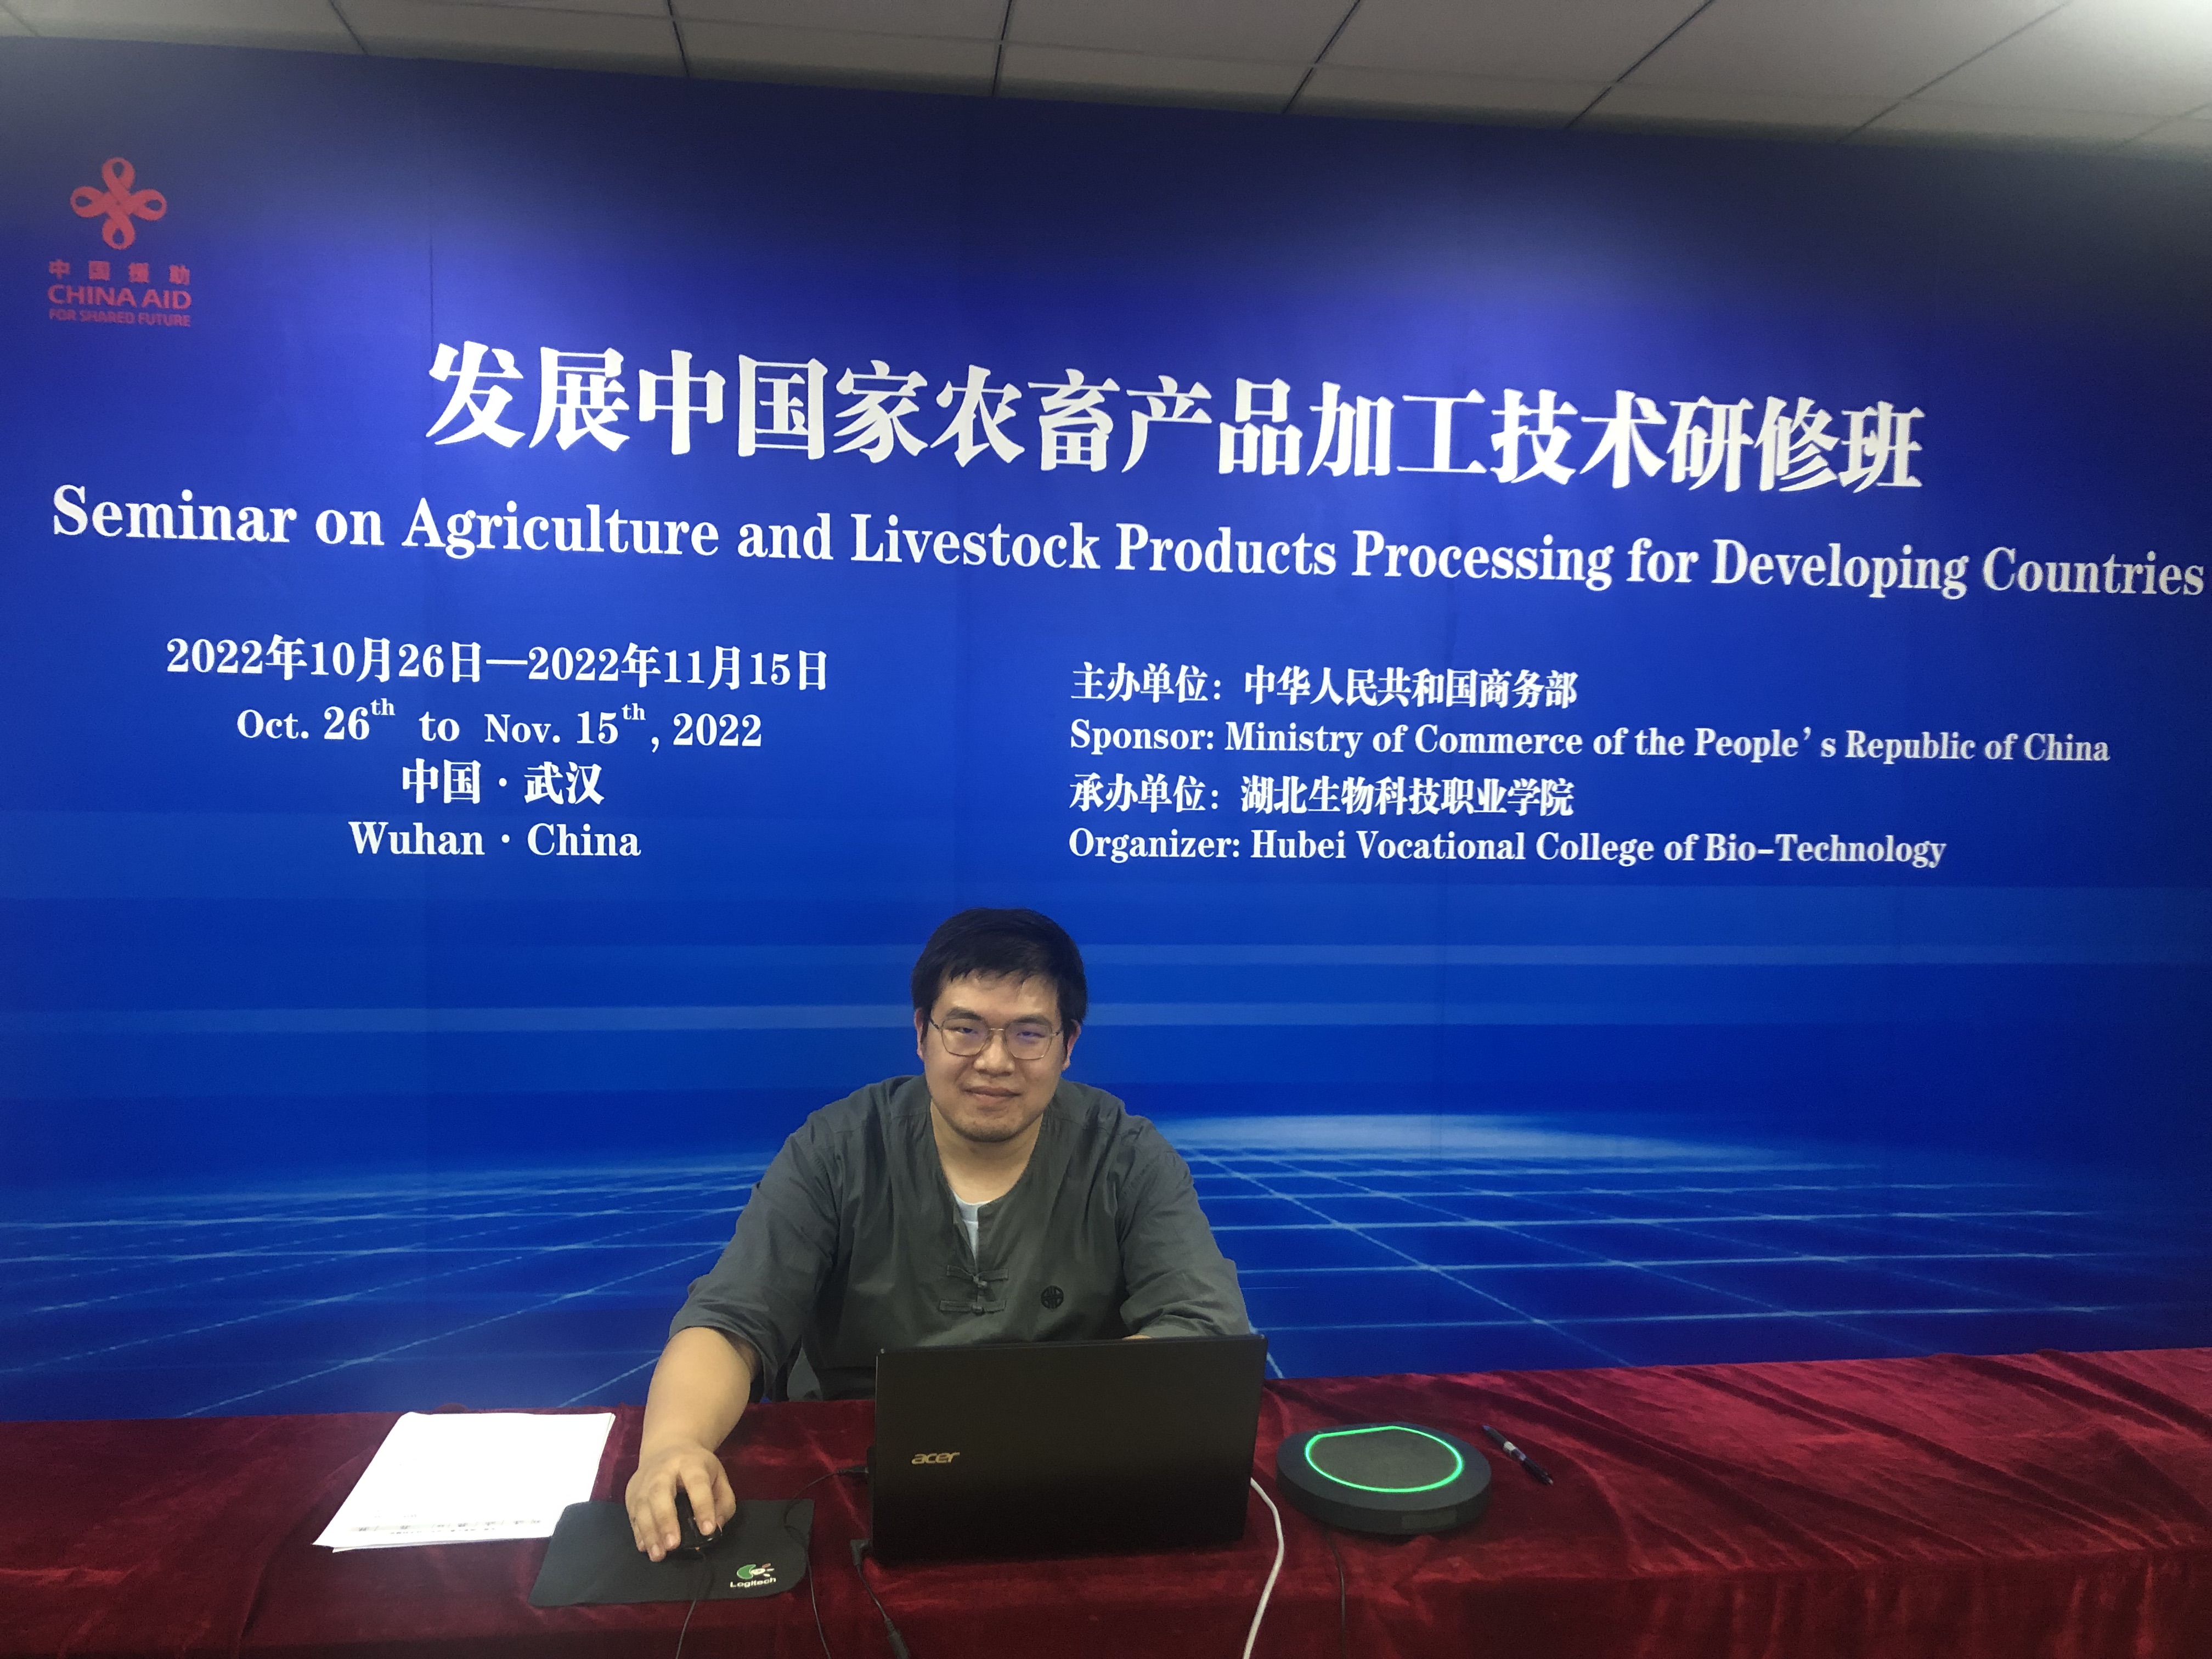 中国援助
CHINA AID
FOR SHARED FUTURE
发展中国家农畜产品加工技术研修班
Seminar on Agriculture and Livestock Products Processing for Developing Countries
2022年10月26日—2022年11月15日
Oct. 26th to Nov. 15th, 2022
中国·武汉
Wuhan·China
主办单位：中华人民共和国商务部
Sponsor: Ministry of Commerce of the People's Republic of China
承办单位：湖北生物科技职业学院
Organizer: Hubei Vocational College of Bio-Technology
acer
Logitech